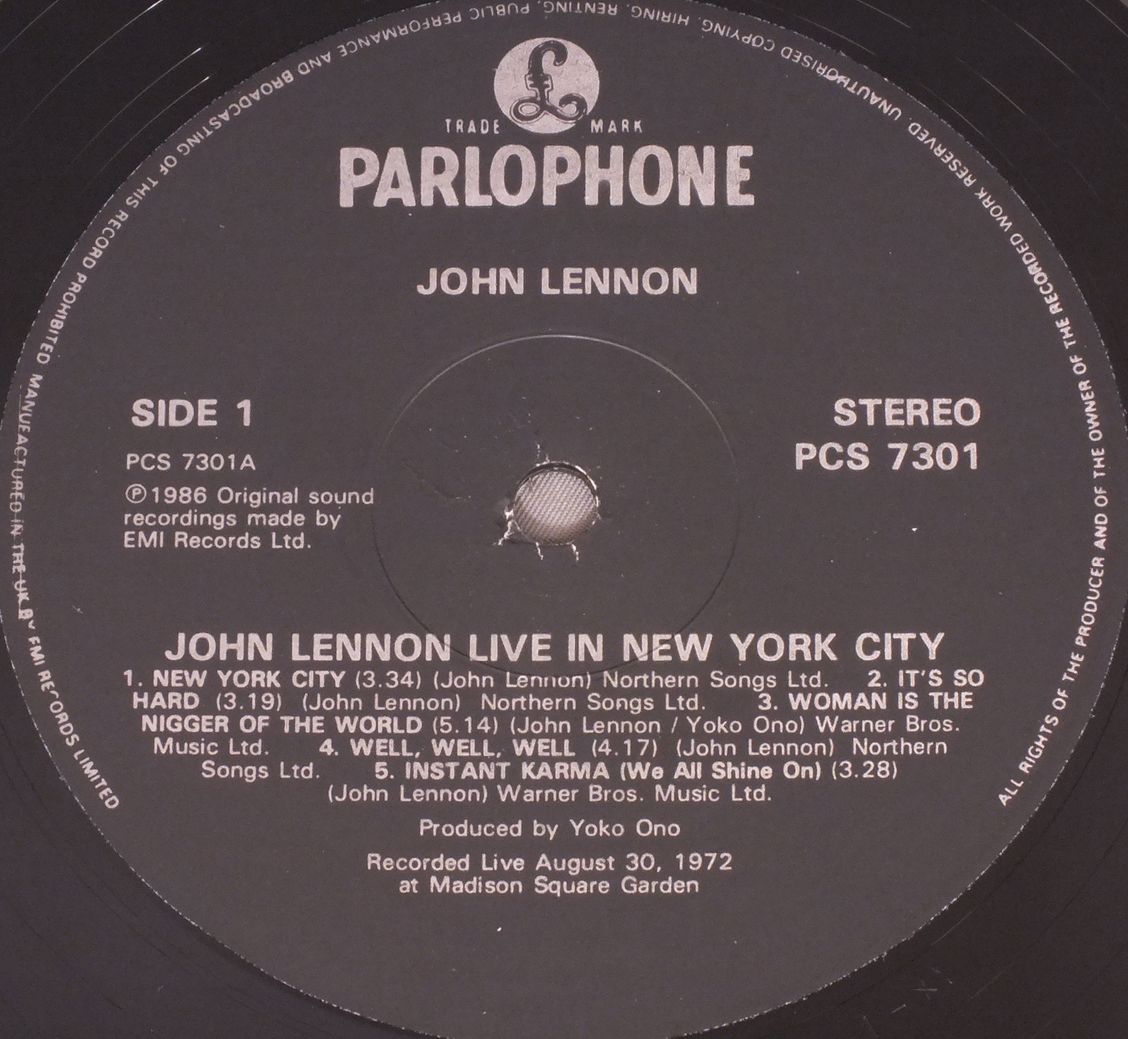 £
TRADE MARK
PARLOPHONE
JOHN LENNON
SIDE 1
PCS 7301A
℗1986 Original sound
recordings made by
EMI Records Ltd.
STEREO
PCS 7301
JOHN LENNON LIVE IN NEW YORK CITY
1. NEW YORK CITY (3.34) (John Lennon) Northern Songs Ltd. 2. IT'S SO
HARD (3.19) (John Lennon) Northern Songs Ltd. 3. WOMAN IS THE
NIGGER OF THE WORLD (5.14) (John Lennon / Yoko Ono) Warner Bros.
Music Ltd. 4. WELL, WELL, WELL (4.17) (John Lennon) Northern
Songs Ltd. 5. INSTANT KARMA (We All Shine On) (3.28)
(John Lennon) Warner Bros. Music Ltd.
Produced by Yoko Ono
Recorded Live August 30, 1972
at Madison Square Garden
ALL RIGHTS OF THE PRODUCER AND OF THE OWNER OF THE RECORDED WORK RESERVED. UNAUTHORISED COPYING, HIRING, RENTING, PUBLIC PERFORMANCE AND BROADCASTING OF THIS RECORD PROHIBITED MANUFACTURED IN THE UK BY EMI RECORDS LIMITED